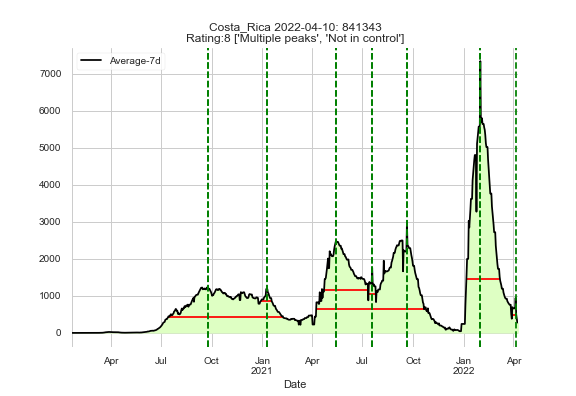 Costa_Rica 2022-04-10: 841343
Rating:8 ['Multiple peaks', 'Not in control']
Average-7d
7000
6000
5000
4000
3000
2000
1000
0
Apr Jul Oct Jan Apr Jul Oct Jan Apr
2021 2022
Date